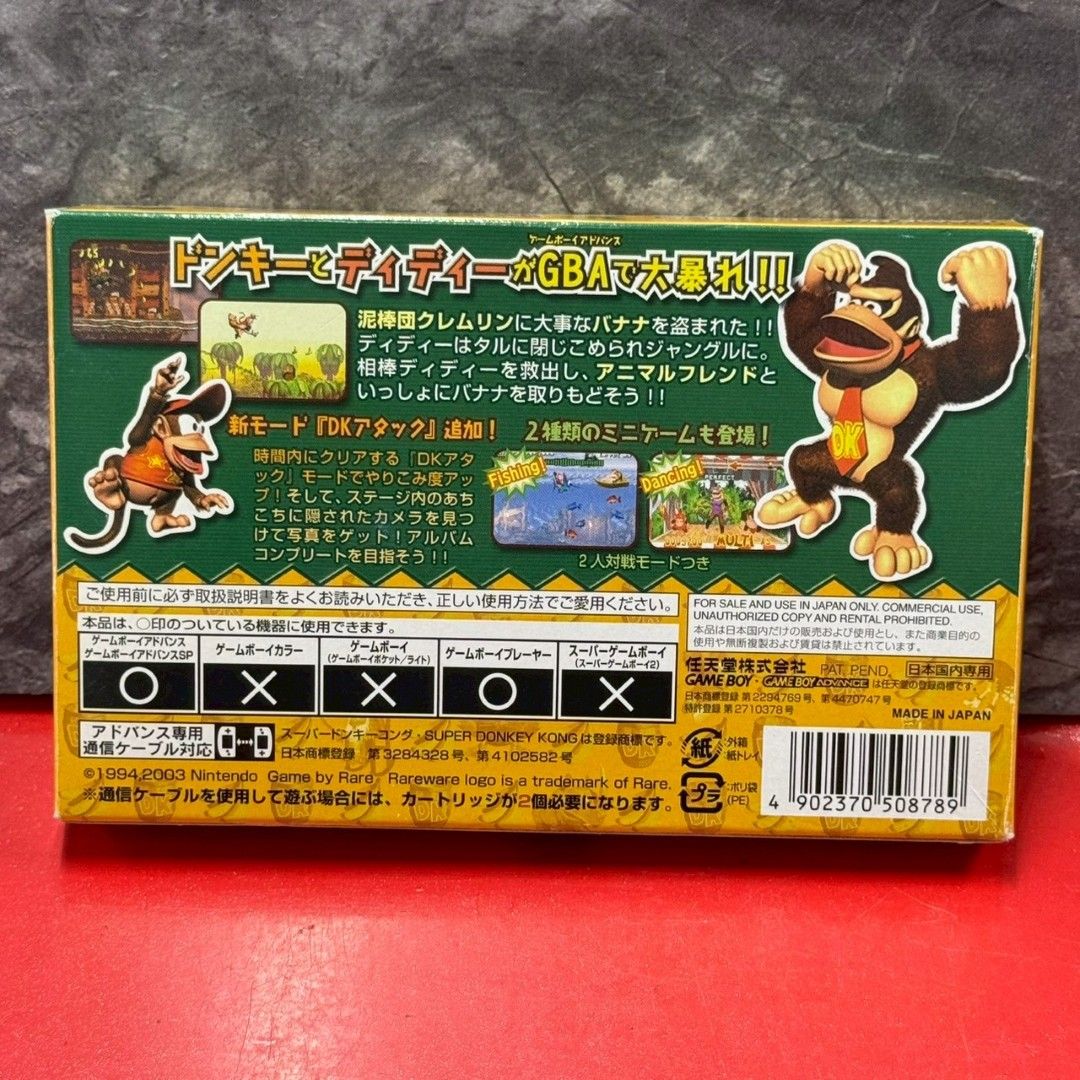 ゲームボーイアドバンス
ドンキーとディディーがGBAで大暴れ!!
泥棒団クレムリンに大事なバナナを盗まれた!!
ディディーはタルに閉じこめられジャングルに。
相棒ディディーを救出し、アニマルフレンドと
いっしょにバナナを取りもどそう!!
新モード『DKアタック』追加!
時間内にクリアする「DKアタ
ック」モードでやりこみ度アッ
プ!そして、ステージ内のあち
こちに隠されたカメラを見つ
けて写真をゲット!アルバム
コンプリートを目指そう!!
2種類のミニゲームも登場!
Fishing!
Dancing!
PERFECT
MULTI
2人対戦モードつき
DK
ご使用前に必ず取扱説明書をよくお読みいただき、正しい使用方法でご愛用ください。
本品は、○印のついている機器に使用できます。
ゲームボーイアドバンス
ゲームボーイアドバンスSP
ゲームボーイカラー
ゲームボーイ
(ゲームボーイポケット/ライト)
ゲームボーイプレーヤー
スーパーゲームボーイ
(スーパーゲームボーイ2)
○ × × ○ ×
FOR SALE AND USE IN JAPAN ONLY. COMMERCIAL USE,
UNAUTHORIZED COPY AND RENTAL PROHIBITED.
本品は日本国内だけの販売および使用とし、また商業目的の
使用や無断複製および賃貸は禁止されています。
任天堂株式会社 PAT. PEND. 日本国内専用
GAME BOY・GAME BOY ADVANCE は任天堂の登録商標です。
日本商標登録 第2294769号、第4470747号
特許登録 第2710378号
MADE IN JAPAN
アドバンス専用
通信ケーブル対応
スーパードンキーコング・SUPER DONKEY KONGは登録商標です。
日本商標登録 第3284328号、第4102582号
©1994,2003 Nintendo Game by Rare. Rareware logo is a trademark of Rare.
※通信ケーブルを使用して遊ぶ場合には、カートリッジが2個必要になります。
紙
:外箱
紙トレイ
プラ
:ポリ袋
(PE)
4 902370 508789